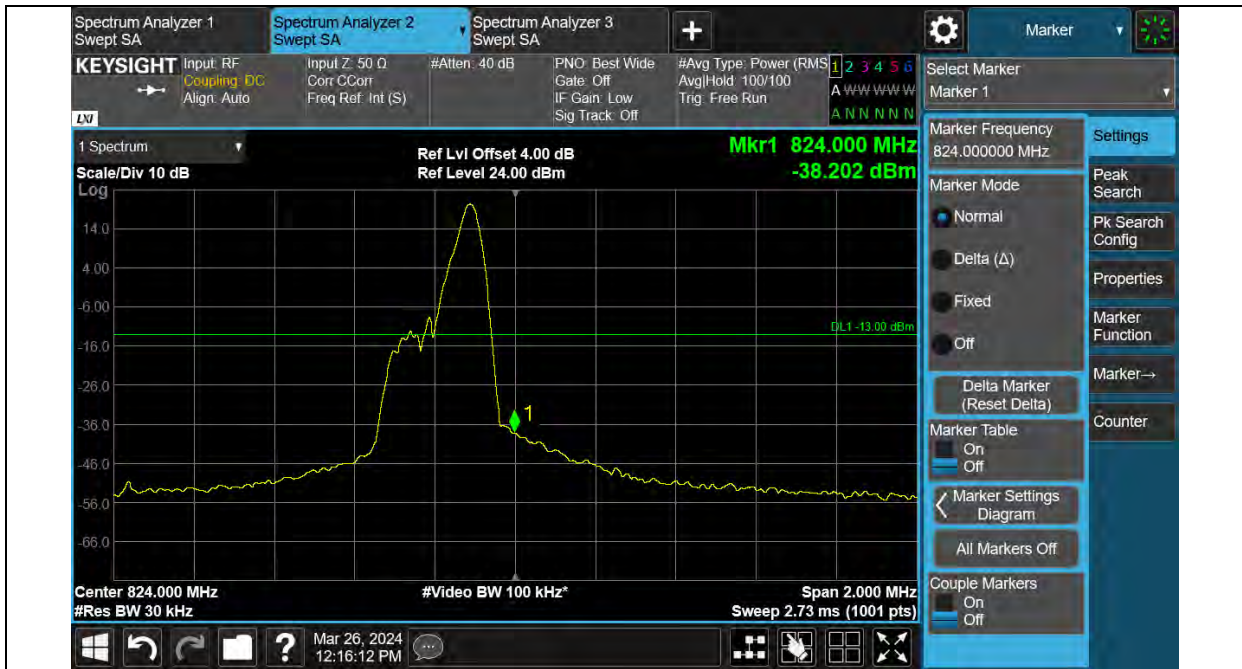 Spectrum Analyzer 1
Swept SA
Spectrum Analyzer 2
Swept SA
Spectrum Analyzer 3
Swept SA
Marker
KEYSIGHT
LXI
Input: RF
Coupling: DC
Align: Auto
Input Z: 50 Ω
Corr CCorr
Freq Ref: Int (S)
#Atten: 40 dB
PNO: Best Wide
Gate: Off
IF Gain: Low
Sig Track: Off
#Avg Type: Power (RMS
Avg|Hold: 100/100
Trig: Free Run
1 2 3 4 5 6
A W W W W W
A N N N N N
Select Marker
Marker 1
1 Spectrum
Scale/Div 10 dB
Log
Ref Lvl Offset 4.00 dB
Ref Level 24.00 dBm
Mkr1 824.000 MHz
-38.202 dBm
14.0
4.00
-6.00
-16.0
-26.0
-36.0
-46.0
-56.0
-66.0
DL1 -13.00 dBm
1
Center 824.000 MHz
#Res BW 30 kHz
#Video BW 100 kHz*
Span 2.000 MHz
Sweep 2.73 ms (1001 pts)
Marker Frequency
824.000000 MHz
Marker Mode
Normal
Delta (Δ)
Fixed
Off
Delta Marker
(Reset Delta)
Marker Table
On
Off
Marker Settings
Diagram
All Markers Off
Couple Markers
On
Off
Settings
Peak
Search
Pk Search
Config
Properties
Marker
Function
Marker→
Counter
?
Mar 26, 2024
12:16:12 PM